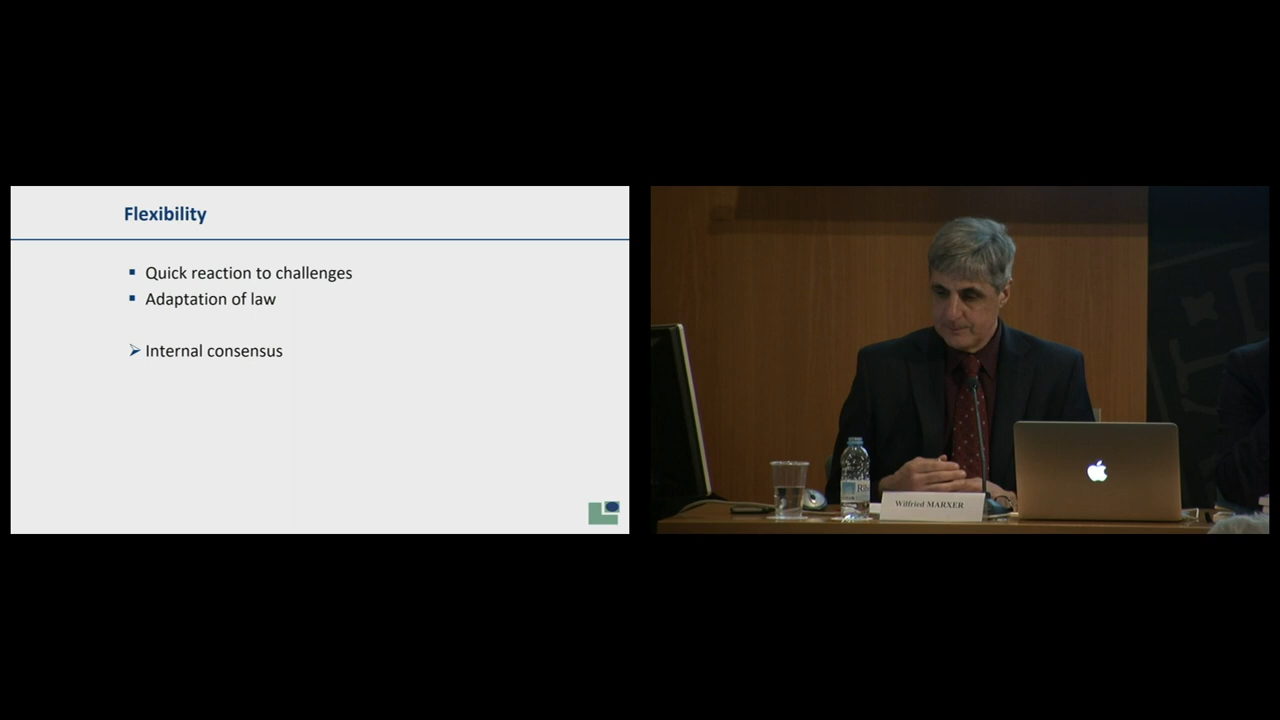 Flexibility
Quick reaction to challenges
Adaptation of law
Internal consensus
Wilfried MARXER